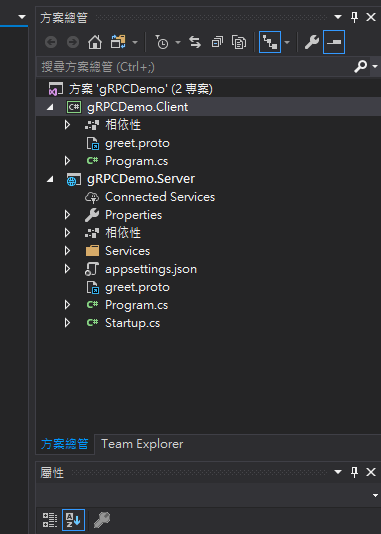 方案總管
搜尋方案總管 (Ctrl+;)
方案 'gRPCDemo' (2 專案)
C# gRPCDemo.Client
相依性
greet.proto
C# Program.cs
gRPCDemo.Server
Connected Services
Properties
相依性
Services
appsettings.json
greet.proto
C# Program.cs
C# Startup.cs
方案總管 Team Explorer
屬性